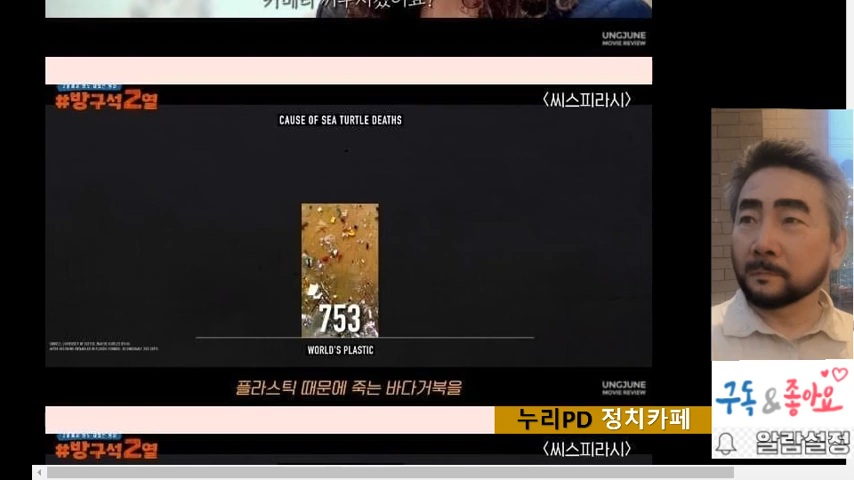 UNGJUNE
MOVIE REVIEW
#방구석2열
〈씨스피라시〉
CAUSE OF SEA TURTLE DEATHS
753
WORLD'S PLASTIC
플라스틱 때문에 죽는 바다거북을
UNGJUNE
MOVIE REVIEW
구독&좋아요
누리PD 정치카페
알람설정
#방구석2열
〈씨스피라시〉